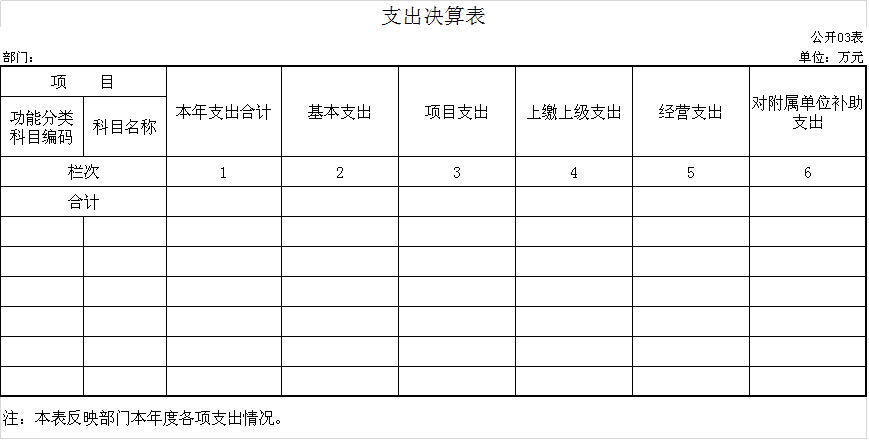 支出决算表
公开03表
部门：
单位：万元
项 目
本年支出合计
基本支出
项目支出
上缴上级支出
经营支出
对附属单位补助
支出
功能分类
科目编码
科目名称
栏次
1
2
3
4
5
6
合计
注：本表反映部门本年度各项支出情况。